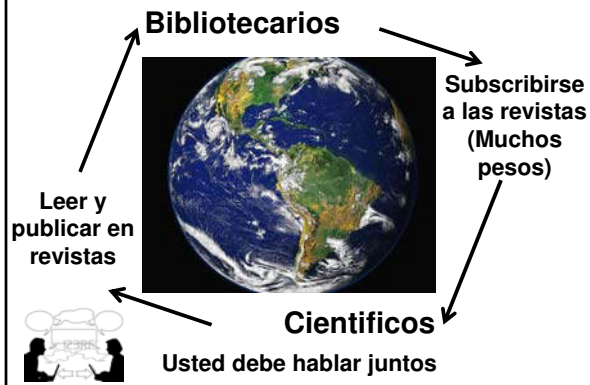 Bibliotecarios
Subscribirse
a las revistas
(Muchos
pesos)
Leer y
publicar en
revistas
Cientificos
Usted debe hablar juntos